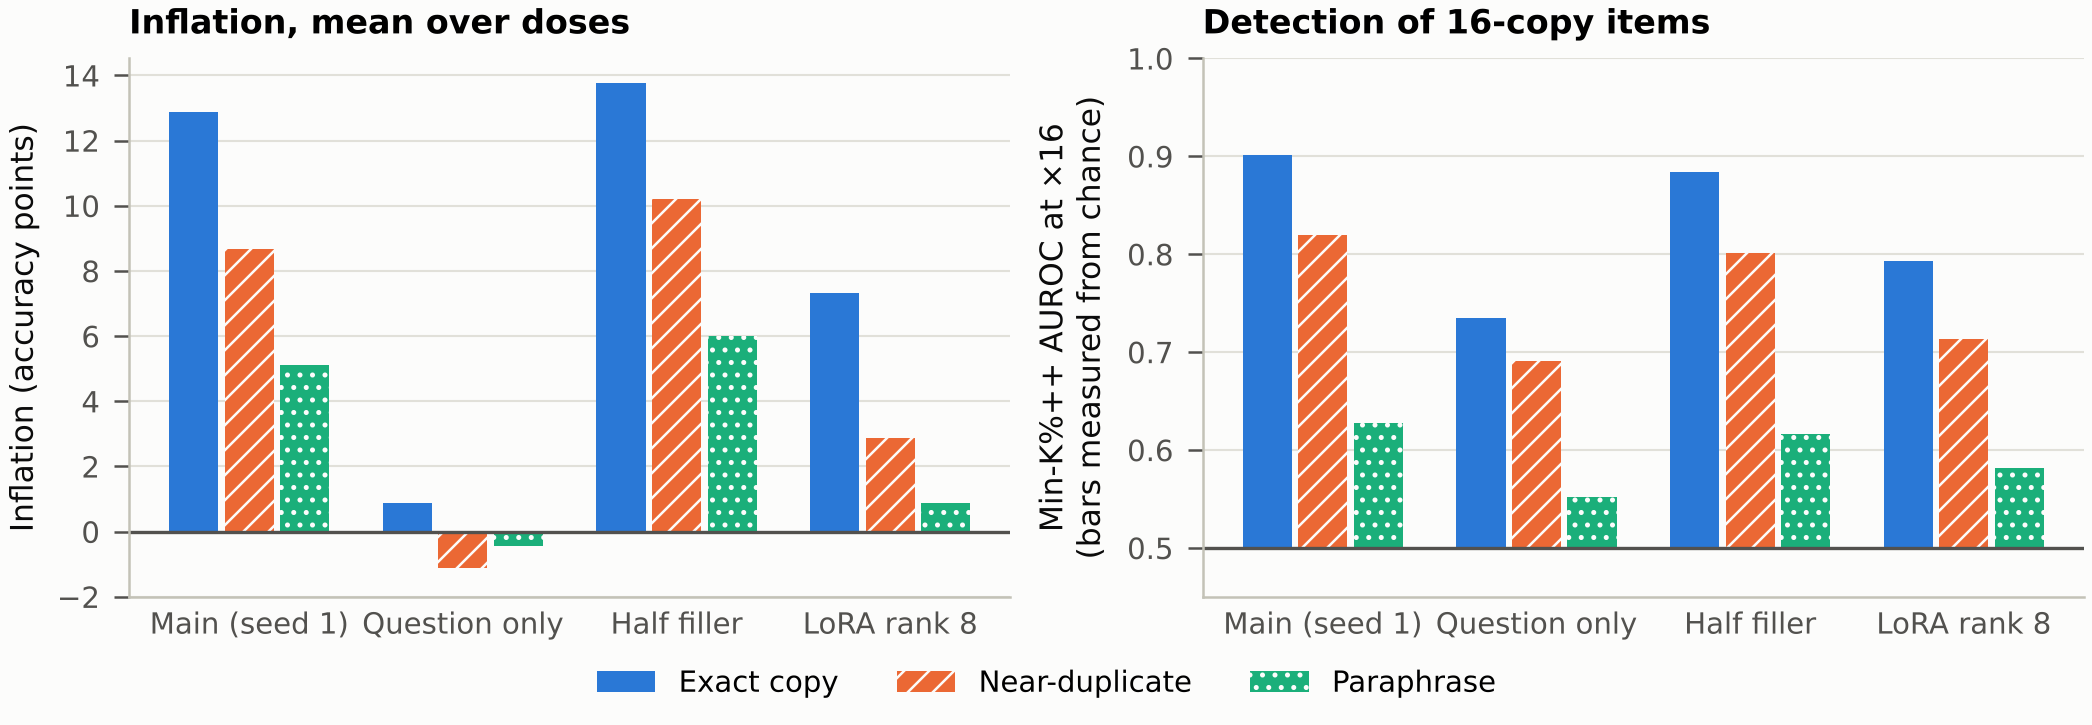 Inflation, mean over doses
Inflation (accuracy points)
14
12
10
8
6
4
2
0
−2
Main (seed 1)
Question only
Half filler
LoRA rank 8
Detection of 16-copy items
Min-K%++ AUROC at ×16
(bars measured from chance)
1.0
0.9
0.8
0.7
0.6
0.5
Main (seed 1)
Question only
Half filler
LoRA rank 8
Exact copy
Near-duplicate
Paraphrase